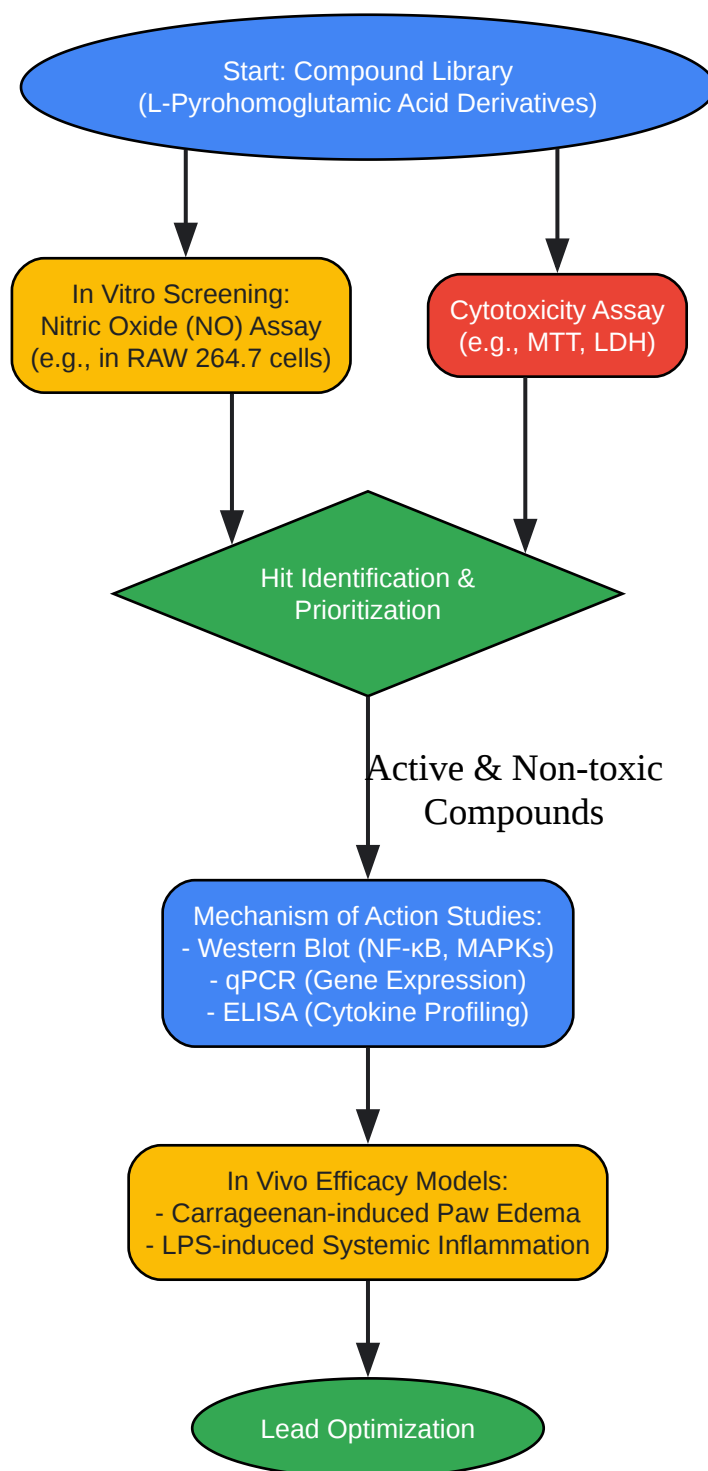 Start: Compound Library
(L-Pyrohomoglutamic Acid Derivatives)
In Vitro Screening:
Nitric Oxide (NO) Assay
(e.g., in RAW 264.7 cells)
Cytotoxicity Assay
(e.g., MTT, LDH)
Hit Identification &
Prioritization
Active & Non-toxic
Compounds
Mechanism of Action Studies:
- Western Blot (NF-κB, MAPKs)
- qPCR (Gene Expression)
- ELISA (Cytokine Profiling)
In Vivo Efficacy Models:
- Carrageenan-induced Paw Edema
- LPS-induced Systemic Inflammation
Lead Optimization